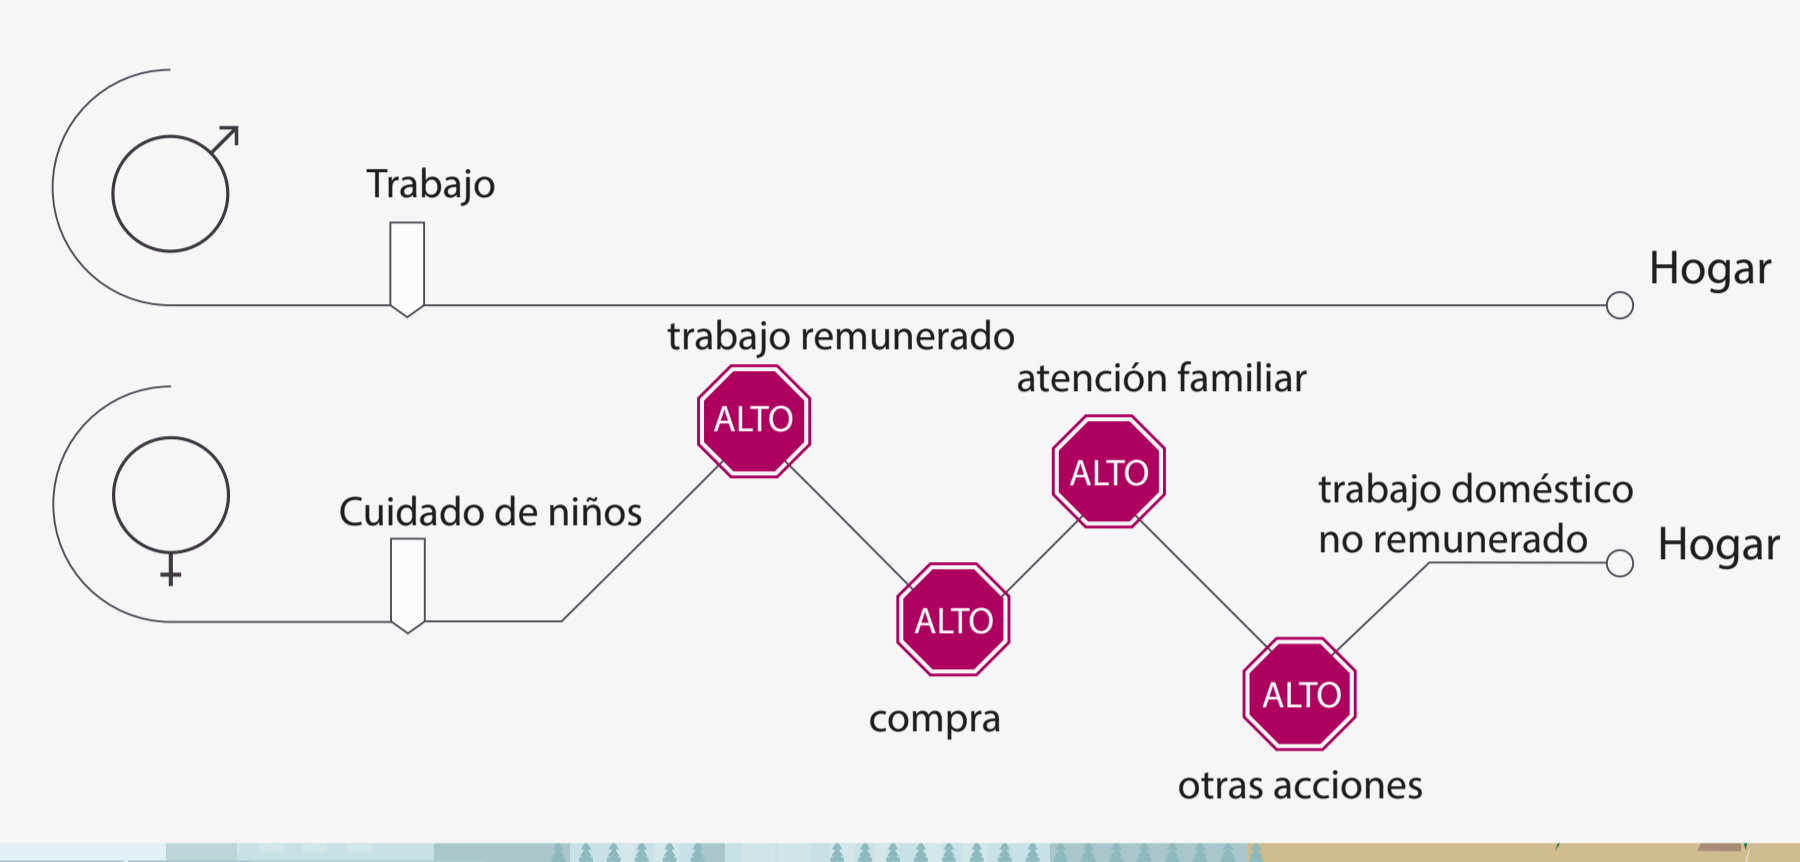 Trabajo
Hogar
trabajo remunerado
ALTO
atención familiar
ALTO
Cuidado de niños
trabajo doméstico
no remunerado
Hogar
ALTO
compra
ALTO
otras acciones